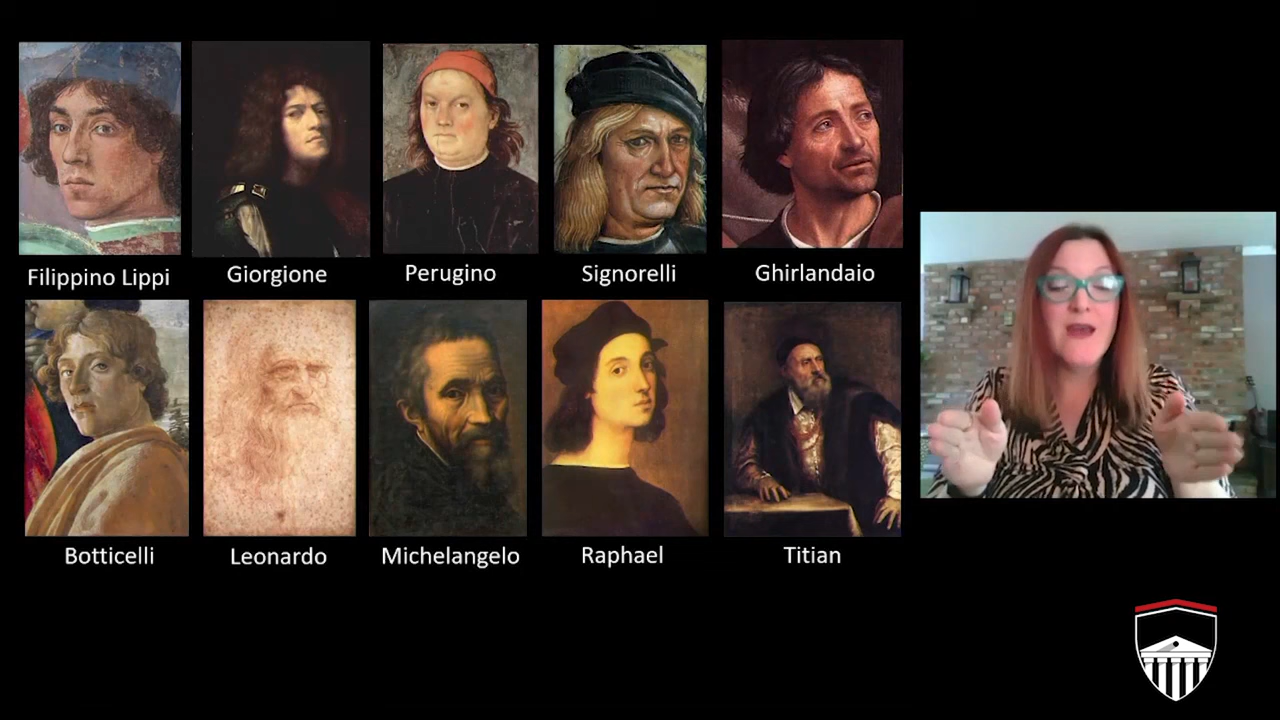 Filippino Lippi
Giorgione
Perugino
Signorelli
Ghirlandaio
Botticelli
Leonardo
Michelangelo
Raphael
Titian